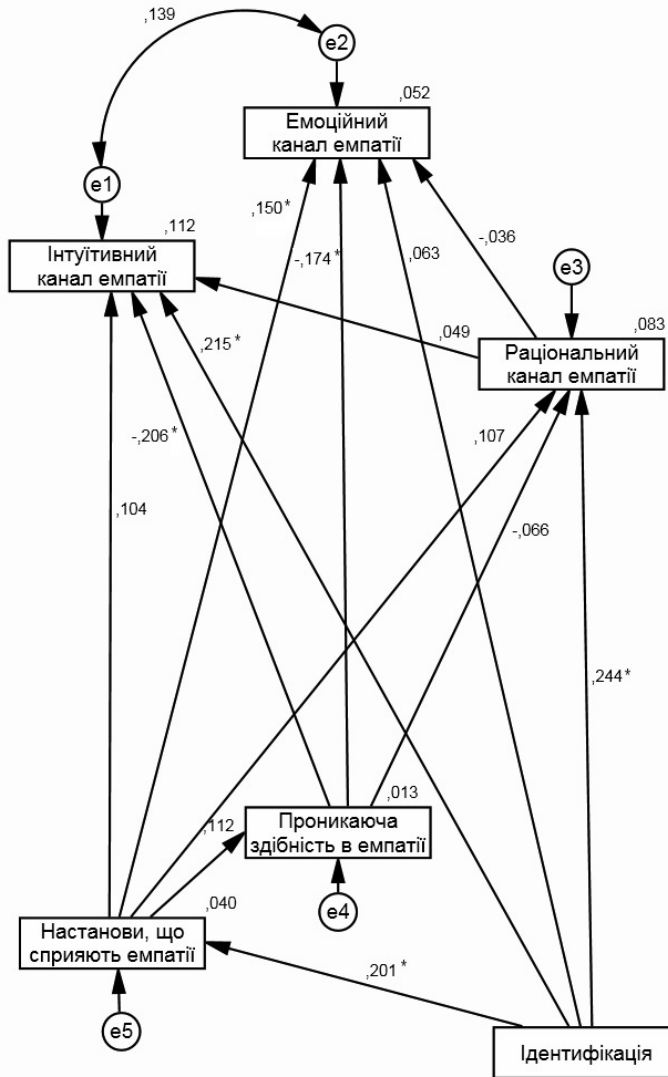 ,139
e2
,052
Емоційний
канал емпатії
e1
,112
Інтуїтивний
канал емпатії
,150*
-,174*
,063
-,036
e3
,049
,083
Раціональний
канал емпатії
,215*
-,206*
,107
,104
-,066
,244*
,013
Проникаюча
здібність в емпатії
,112
e4
,040
Настанови, що
сприяють емпатії
,201*
e5
Ідентифікація